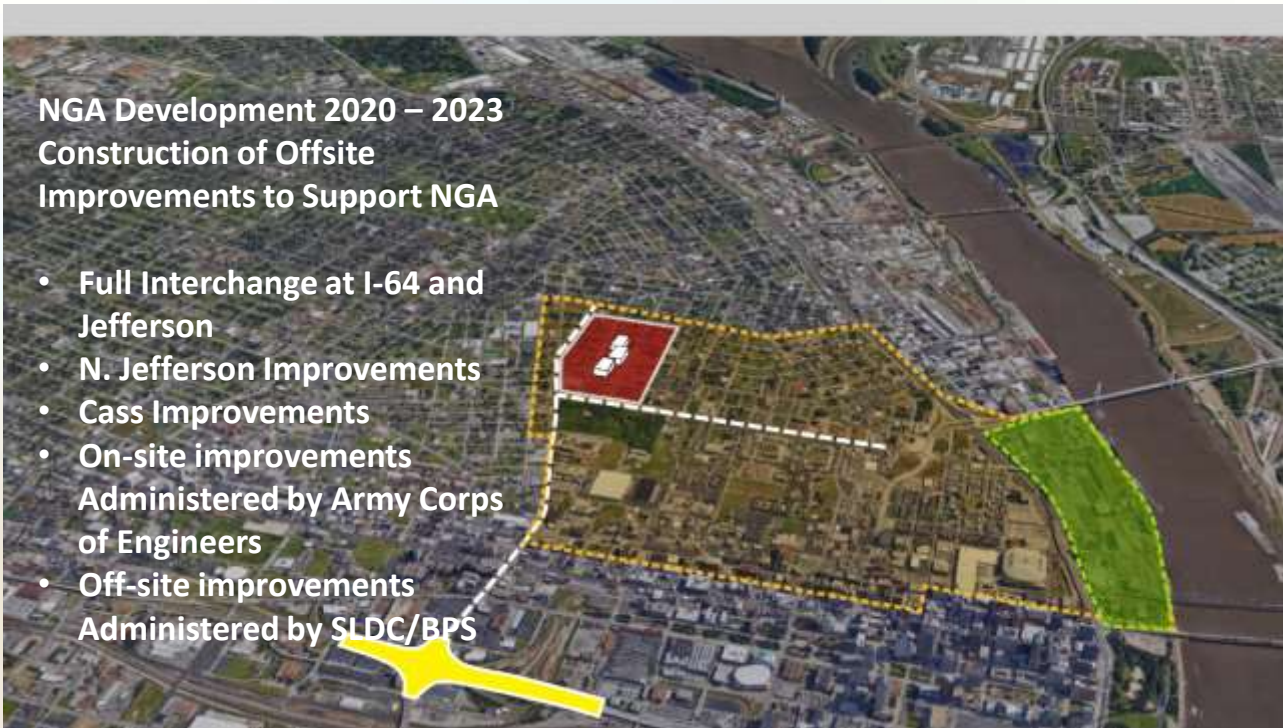 NGA Development 2020 – 2023
Construction of Offsite
Improvements to Support NGA
• Full Interchange at I-64 and
Jefferson
• N. Jefferson Improvements
• Cass Improvements
• On-site improvements
Administered by Army Corps
of Engineers
• Off-site improvements
Administered by SLDC/BPS